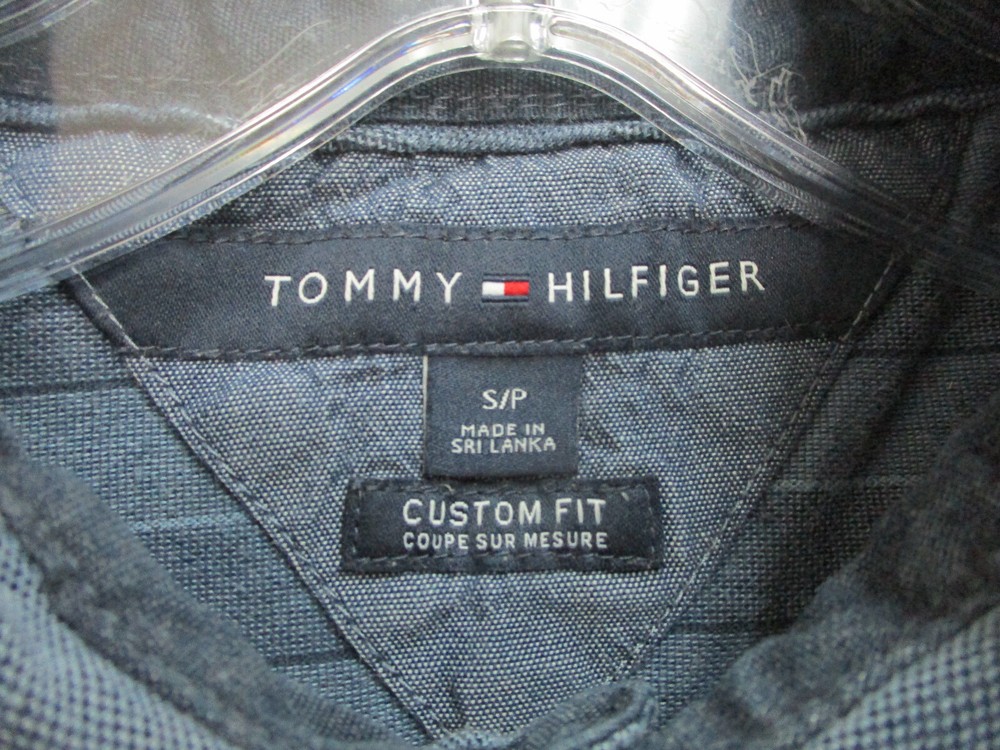 TOMMY HILFIGER
S/P
MADE IN
SRI LANKA
CUSTOM FIT
COUPE SUR MESURE